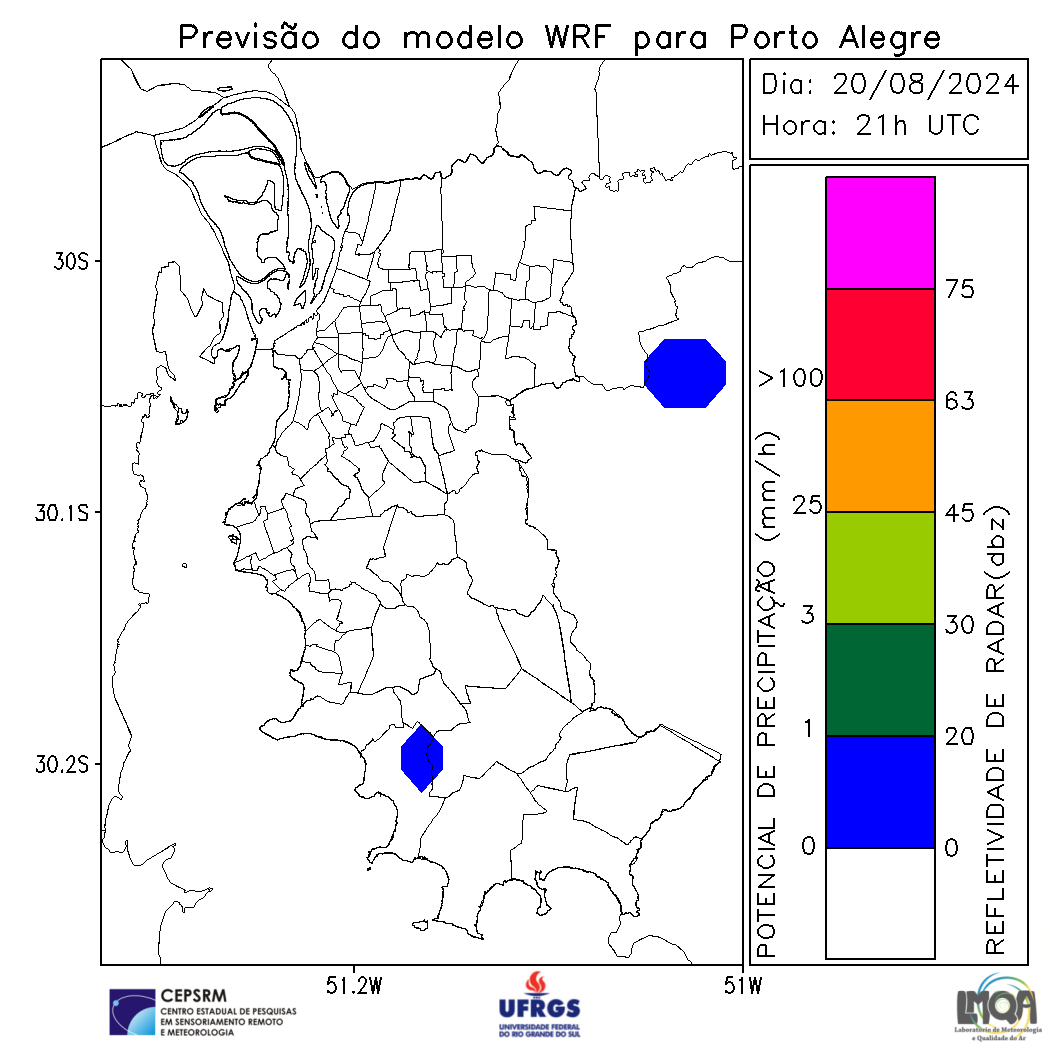 Previsão do modelo WRF para Porto Alegre
Dia: 20/08/2024
Hora: 21h UTC
30S
30.1S
30.2S
51.2W
51W
POTENCIAL DE PRECIPITAÇÃO (mm/h)
>100
25
3
1
0
75
63
45
30
20
0
REFLETIVIDADE DE RADAR(dbz)
CEPSRM
CENTRO ESTADUAL DE PESQUISAS
EM SENSORIAMENTO REMOTO
E METEOROLOGIA
UFRGS
UNIVERSIDADE FEDERAL
DO RIO GRANDE DO SUL
LMQA
Laboratório de Meteorologia
e Qualidade do Ar